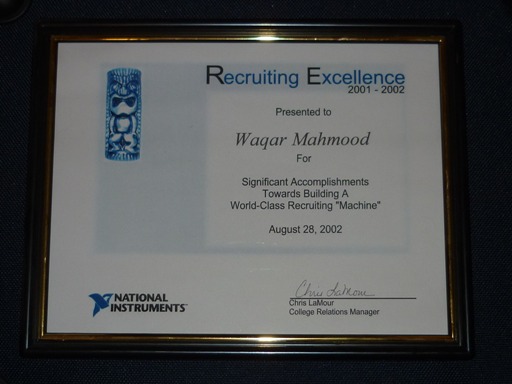 Recruiting Excellence
2001 - 2002
Presented to
Waqar Mahmood
For
Significant Accomplishments
Towards Building A
World-Class Recruiting "Machine"
August 28, 2002
NATIONAL
INSTRUMENTS
Chris LaMour
Chris LaMour
College Relations Manager